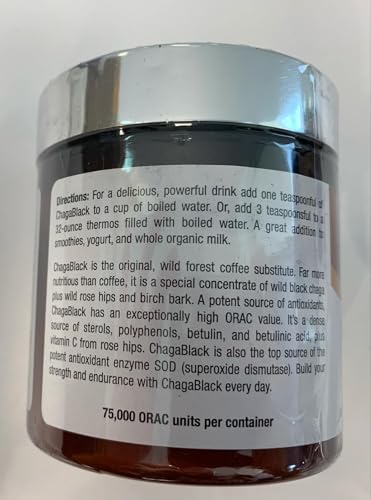 Directions: For a delicious, powerful drink add one teaspoonful of
ChagaBlack to a cup of boiled water. Or, add 3 teaspoonsful to a
32-ounce thermos filled with boiled water. A great addition to
smoothies, yogurt, and whole organic milk.
ChagaBlack is the original, wild forest coffee substitute. Far more
nutritious than coffee, it is a special concentrate of wild black chaga
plus wild rose hips and birch bark. A potent source of antioxidants,
ChagaBlack has an exceptionally high ORAC value. It's a dense
source of sterols, polyphenols, betulin, and betulinic acid, plus
vitamin C from rose hips. ChagaBlack is also the top source of the
potent antioxidant enzyme SOD (superoxide dismutase). Build your
strength and endurance with ChagaBlack every day.
75,000 ORAC units per container